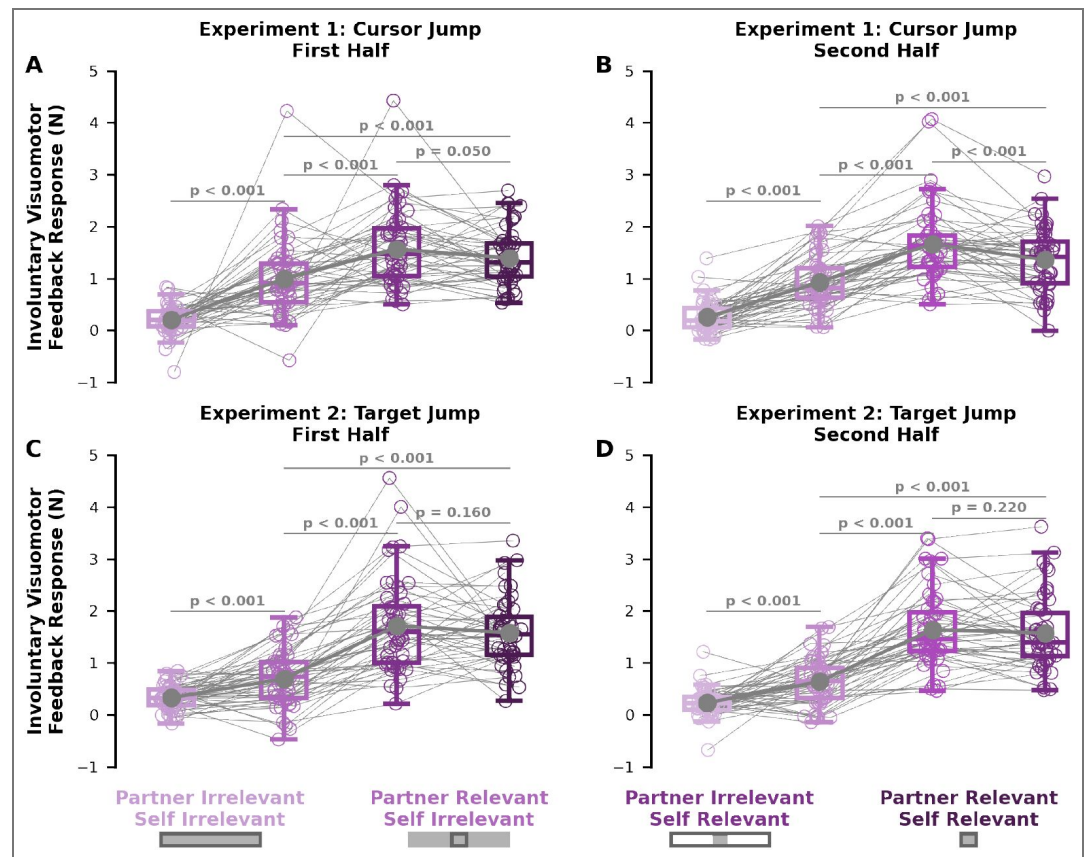 Experiment 1: Cursor Jump
First Half
A
5
4
3
2
1
0
−1
Involuntary Visuomotor
Feedback Response (N)
p < 0.001
p = 0.050
p < 0.001
p < 0.001
Experiment 1: Cursor Jump
Second Half
B
5
4
3
2
1
0
−1
p < 0.001
p < 0.001
p < 0.001
p < 0.001
Experiment 2: Target Jump
First Half
C
5
4
3
2
1
0
−1
Involuntary Visuomotor
Feedback Response (N)
p < 0.001
p = 0.160
p < 0.001
p < 0.001
Experiment 2: Target Jump
Second Half
D
5
4
3
2
1
0
−1
p < 0.001
p = 0.220
p < 0.001
p < 0.001
Partner Irrelevant
Self Irrelevant
Partner Relevant
Self Irrelevant
Partner Irrelevant
Self Relevant
Partner Relevant
Self Relevant